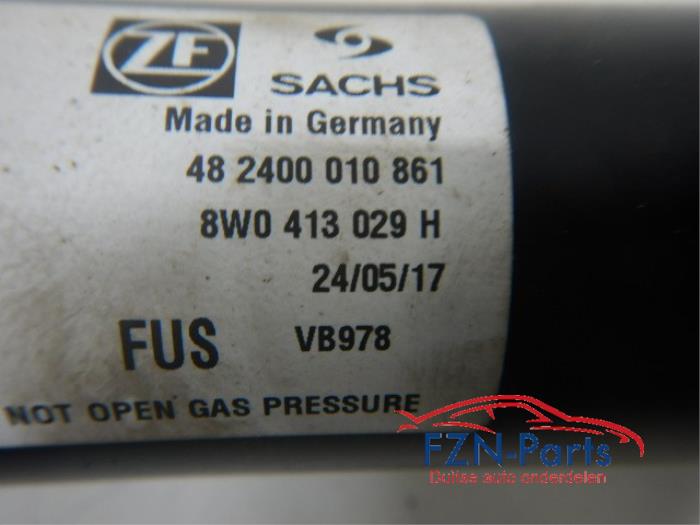 ZF
SACHS
Made in Germany
48 2400 010 861
8W0 413 029 H
24/05/17
FUS VB978
NOT OPEN GAS PRESSURE
FZN-Parts
Duitse auto onderdelen